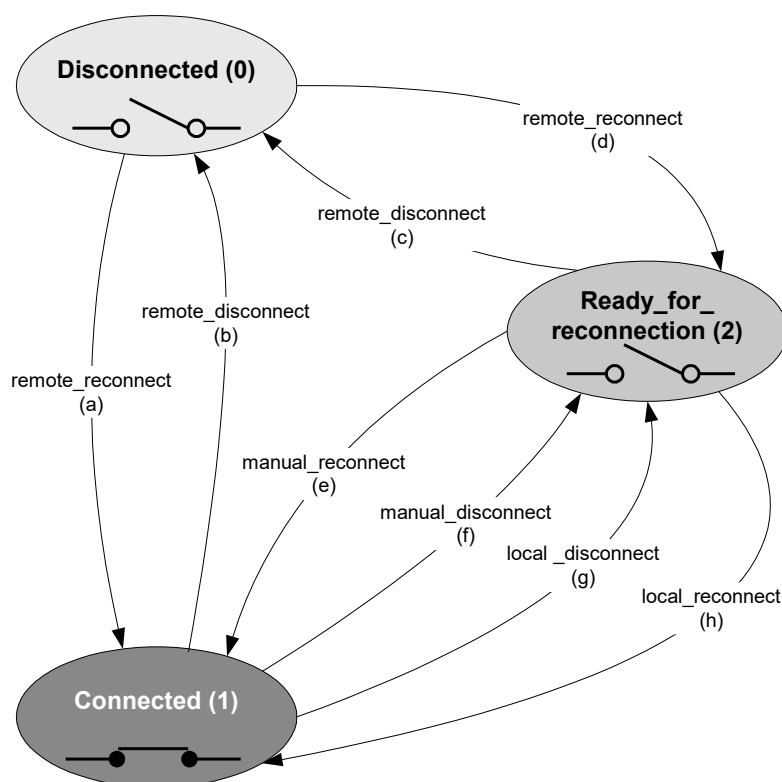 Disconnected (0)
remote_reconnect
(d)
remote_disconnect
(c)
Ready_for_
reconnection (2)
remote_disconnect
(b)
remote_reconnect
(a)
manual_reconnect
(e)
manual_disconnect
(f)
local _disconnect
(g)
local_reconnect
(h)
Connected (1)